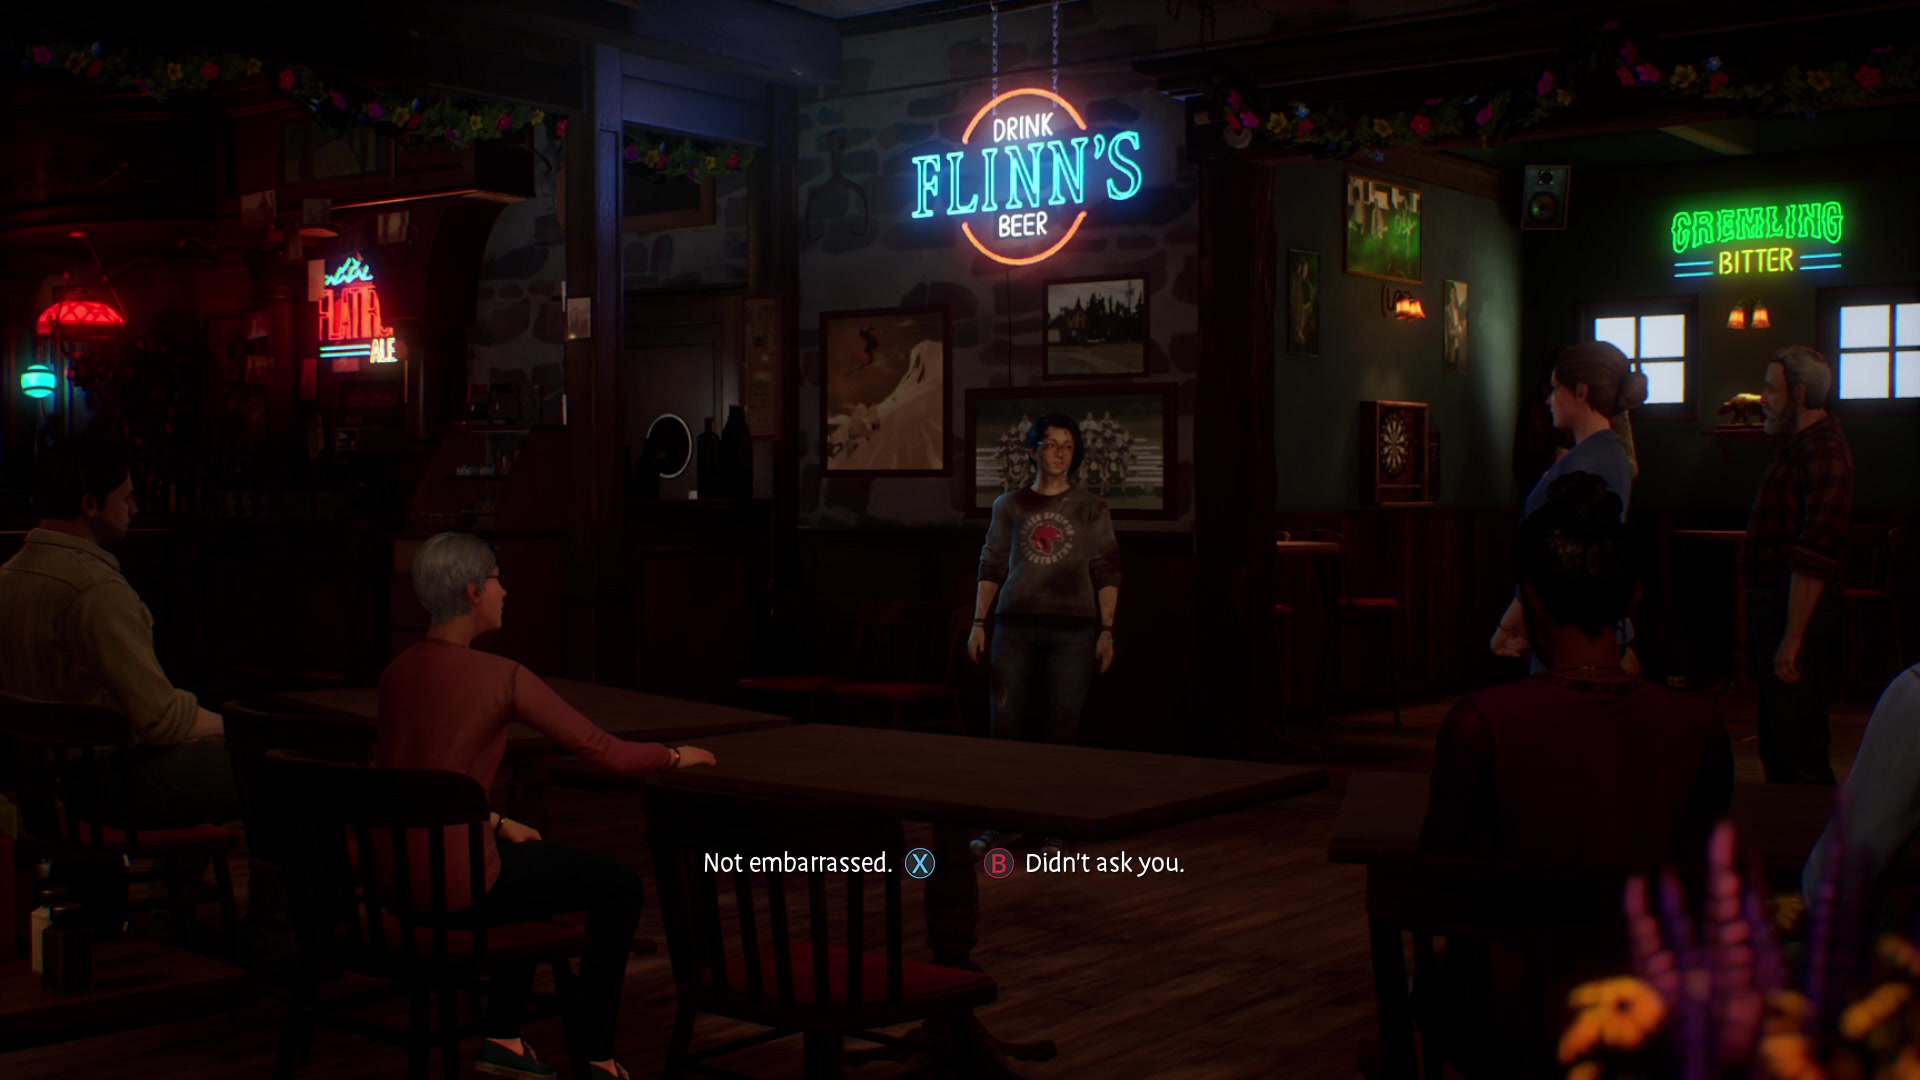 DRINK
FLINN'S
BEER
GREMLING
BITTER
ALE
Not embarrassed. X
B Didn't ask you.